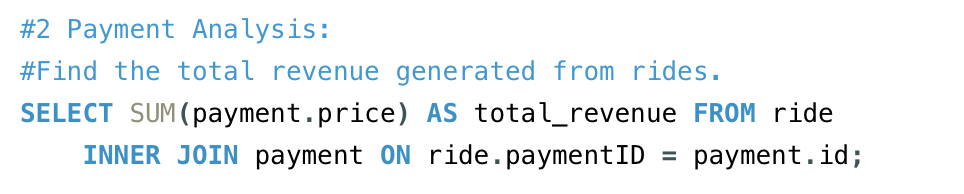 #2 Payment Analysis:
#Find the total revenue generated from rides.
SELECT SUM(payment.price) AS total_revenue FROM ride
    INNER JOIN payment ON ride.paymentID = payment.id;